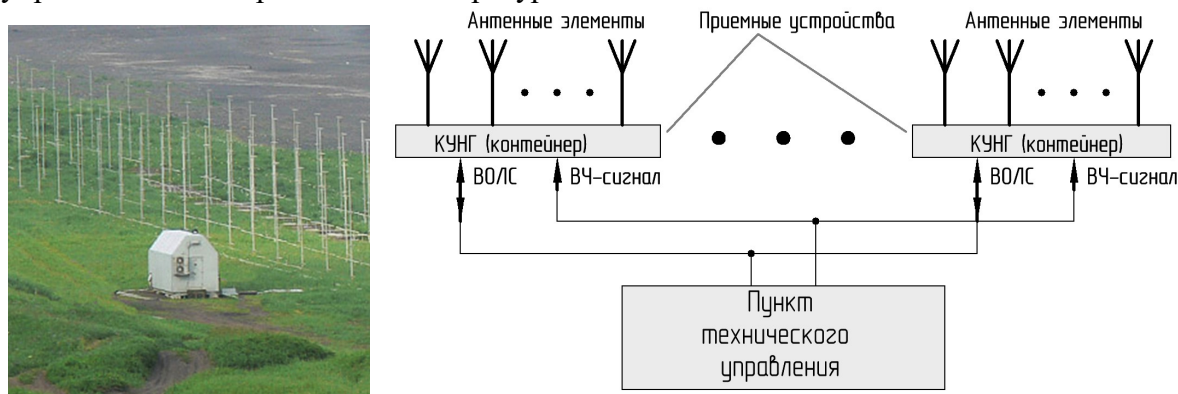 Антенные элементы
Приемные устройства
Антенные элементы
КУНГ (контейнер)
КУНГ (контейнер)
ВОЛС
ВЧ-сигнал
ВОЛС
ВЧ-сигнал
Пункт
технического
управления